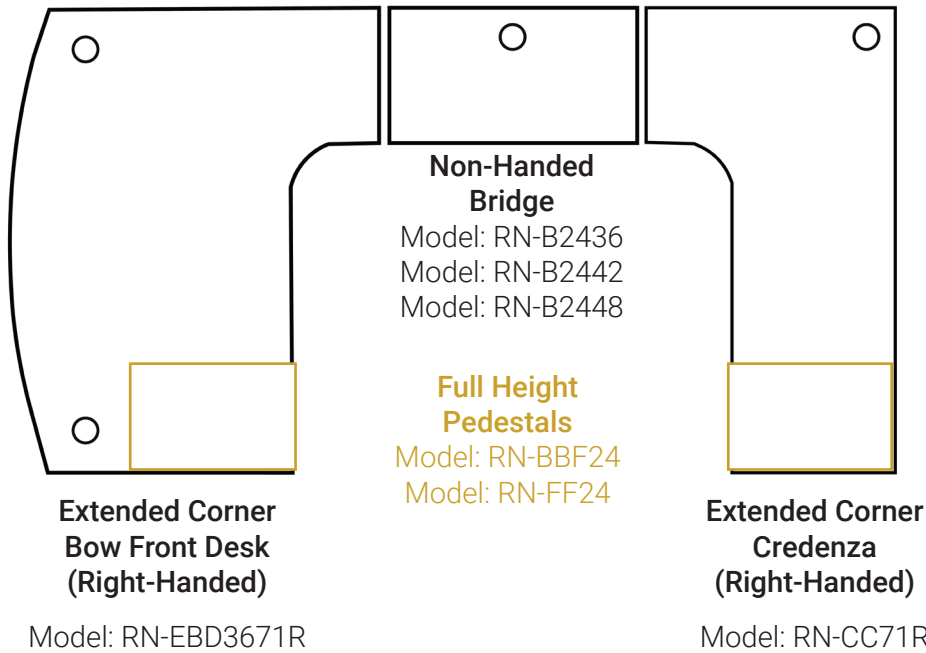 Non-Handed
Bridge
Model: RN-B2436
Model: RN-B2442
Model: RN-B2448
Full Height
Pedestals
Model: RN-BBF24
Model: RN-FF24
Extended Corner
Bow Front Desk
(Right-Handed)
Model: RN-EBD3671R
Extended Corner
Credenza
(Right-Handed)
Model: RN-CC71R